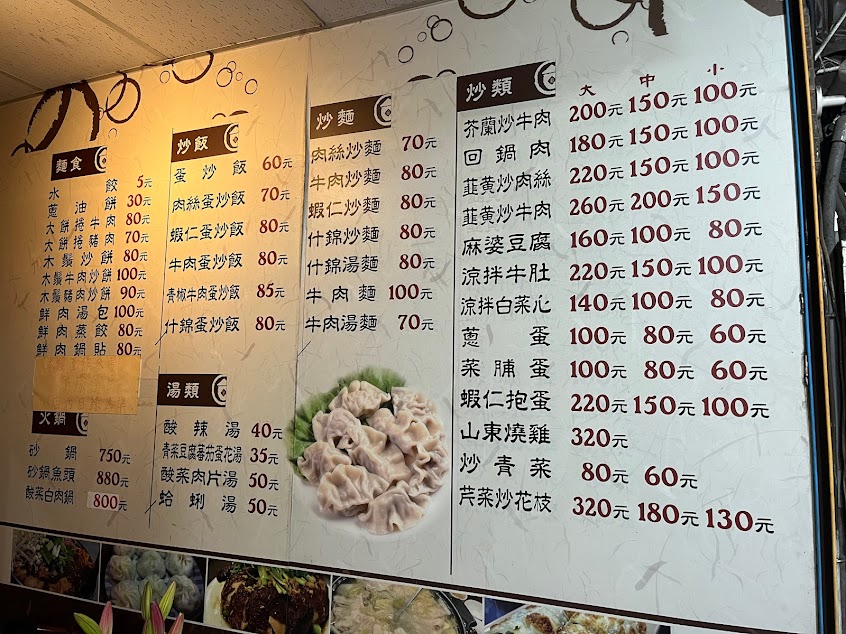 麵食
水餃 5元
蔥油餅 30元
大餅捲牛肉 80元
大餅捲豬肉 70元
木鬚炒餅 80元
木鬚牛肉炒餅 100元
木鬚豬肉炒餅 90元
鮮肉湯包 100元
鮮肉蒸餃 80元
鮮肉鍋貼 80元
火鍋
砂鍋 750元
砂鍋魚頭 880元
酸菜白肉鍋 800元
炒飯
蛋炒飯 60元
肉絲蛋炒飯 70元
蝦仁蛋炒飯 80元
牛肉蛋炒飯 80元
青椒牛肉蛋炒飯 85元
什錦蛋炒飯 80元
湯類
酸辣湯 40元
青菜豆腐蕃茄蛋花湯 35元
酸菜肉片湯 50元
蛤蜊湯 50元
炒麵
肉絲炒麵 70元
牛肉炒麵 80元
蝦仁炒麵 80元
什錦炒麵 80元
什錦湯麵 80元
牛肉麵 100元
牛肉湯麵 70元
炒類 大 中 小
芥蘭炒牛肉 200元 150元 100元
回鍋肉 180元 150元 100元
韭黃炒肉絲 220元 150元 100元
韭黃炒牛肉 260元 200元 150元
麻婆豆腐 160元 100元 80元
涼拌牛肚 220元 150元 100元
涼拌白菜心 140元 100元 80元
蔥蛋 100元 80元 60元
菜脯蛋 100元 80元 60元
蝦仁抱蛋 220元 150元 100元
山東燒雞 320元
炒青菜 80元 60元
芹菜炒花枝 320元 180元 130元